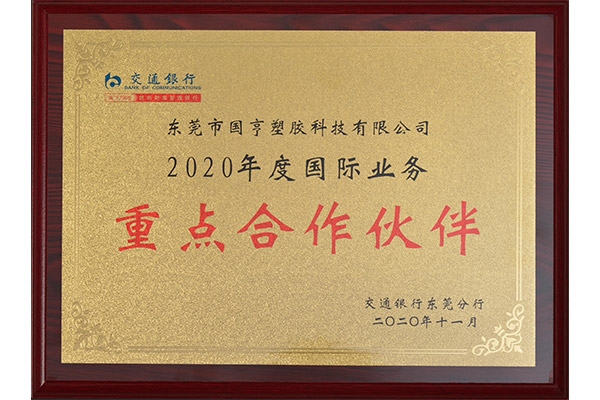 交通銀行
BANK OF COMMUNICATIONS
东莞市国亨塑胶科技有限公司
2020年度国际业务
重点合作伙伴
交通银行东莞分行
二〇二〇年十一月